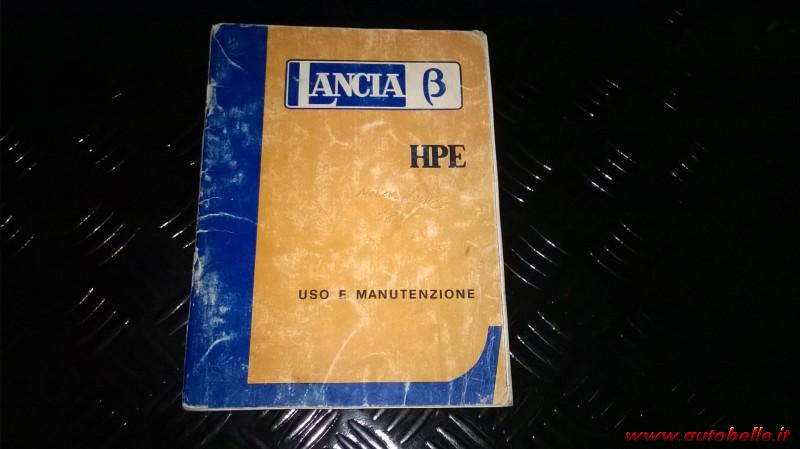 LANCIA β
HPE
USO E MANUTENZIONE
www.autobelle.it